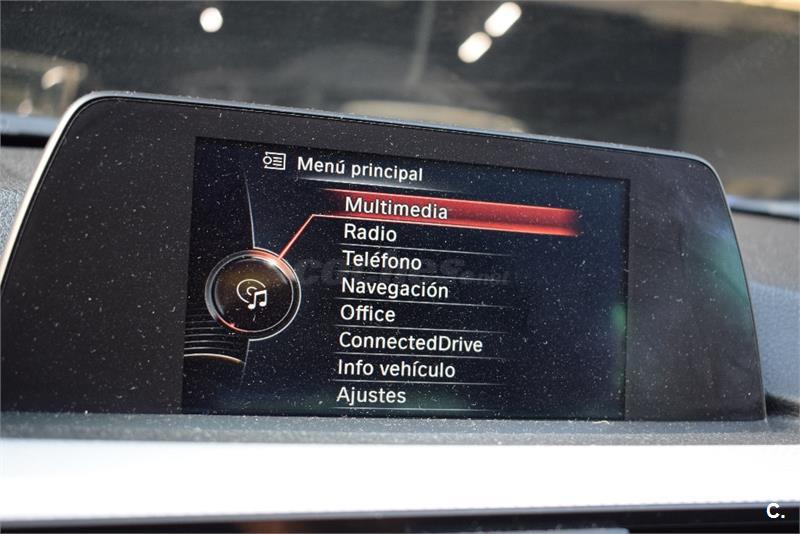 Menú principal
Multimedia
Radio
Teléfono
Navegación
Office
ConnectedDrive
Info vehículo
Ajustes
C.